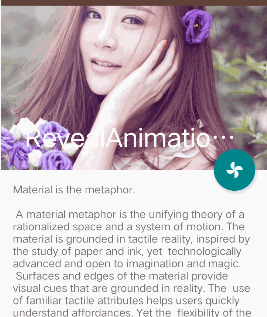 RevealAnimatio…
Material is the metaphor.
A material metaphor is the unifying theory of a
rationalized space and a system of motion. The
material is grounded in tactile reality, inspired by
the study of paper and ink, yet  technologically
advanced and open to imagination and magic.
Surfaces and edges of the material provide
visual cues that are grounded in reality. The  use
of familiar tactile attributes helps users quickly
understand affordances. Yet the  flexibility of the